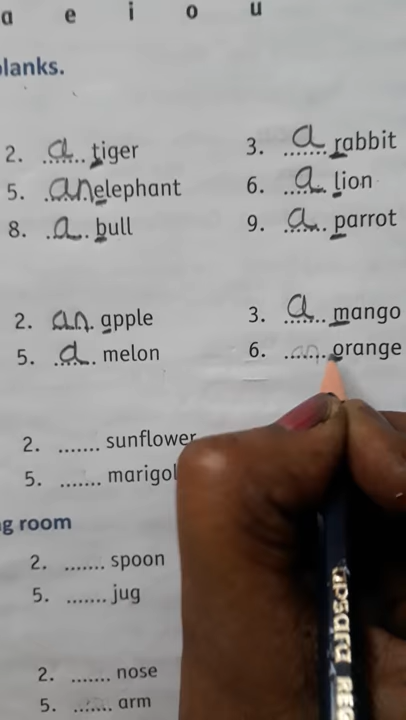 a e i o u
lanks.
2. a tiger 3. a rabbit
5. an elephant 6. a lion
8. a bull 9. a parrot
2. an apple 3. a mango
5. a melon 6. an orange
2. ....... sunflower
5. ....... marigol
g room
2. ....... spoon
5. ....... jug
2. ....... nose
5. ....... arm
apsara